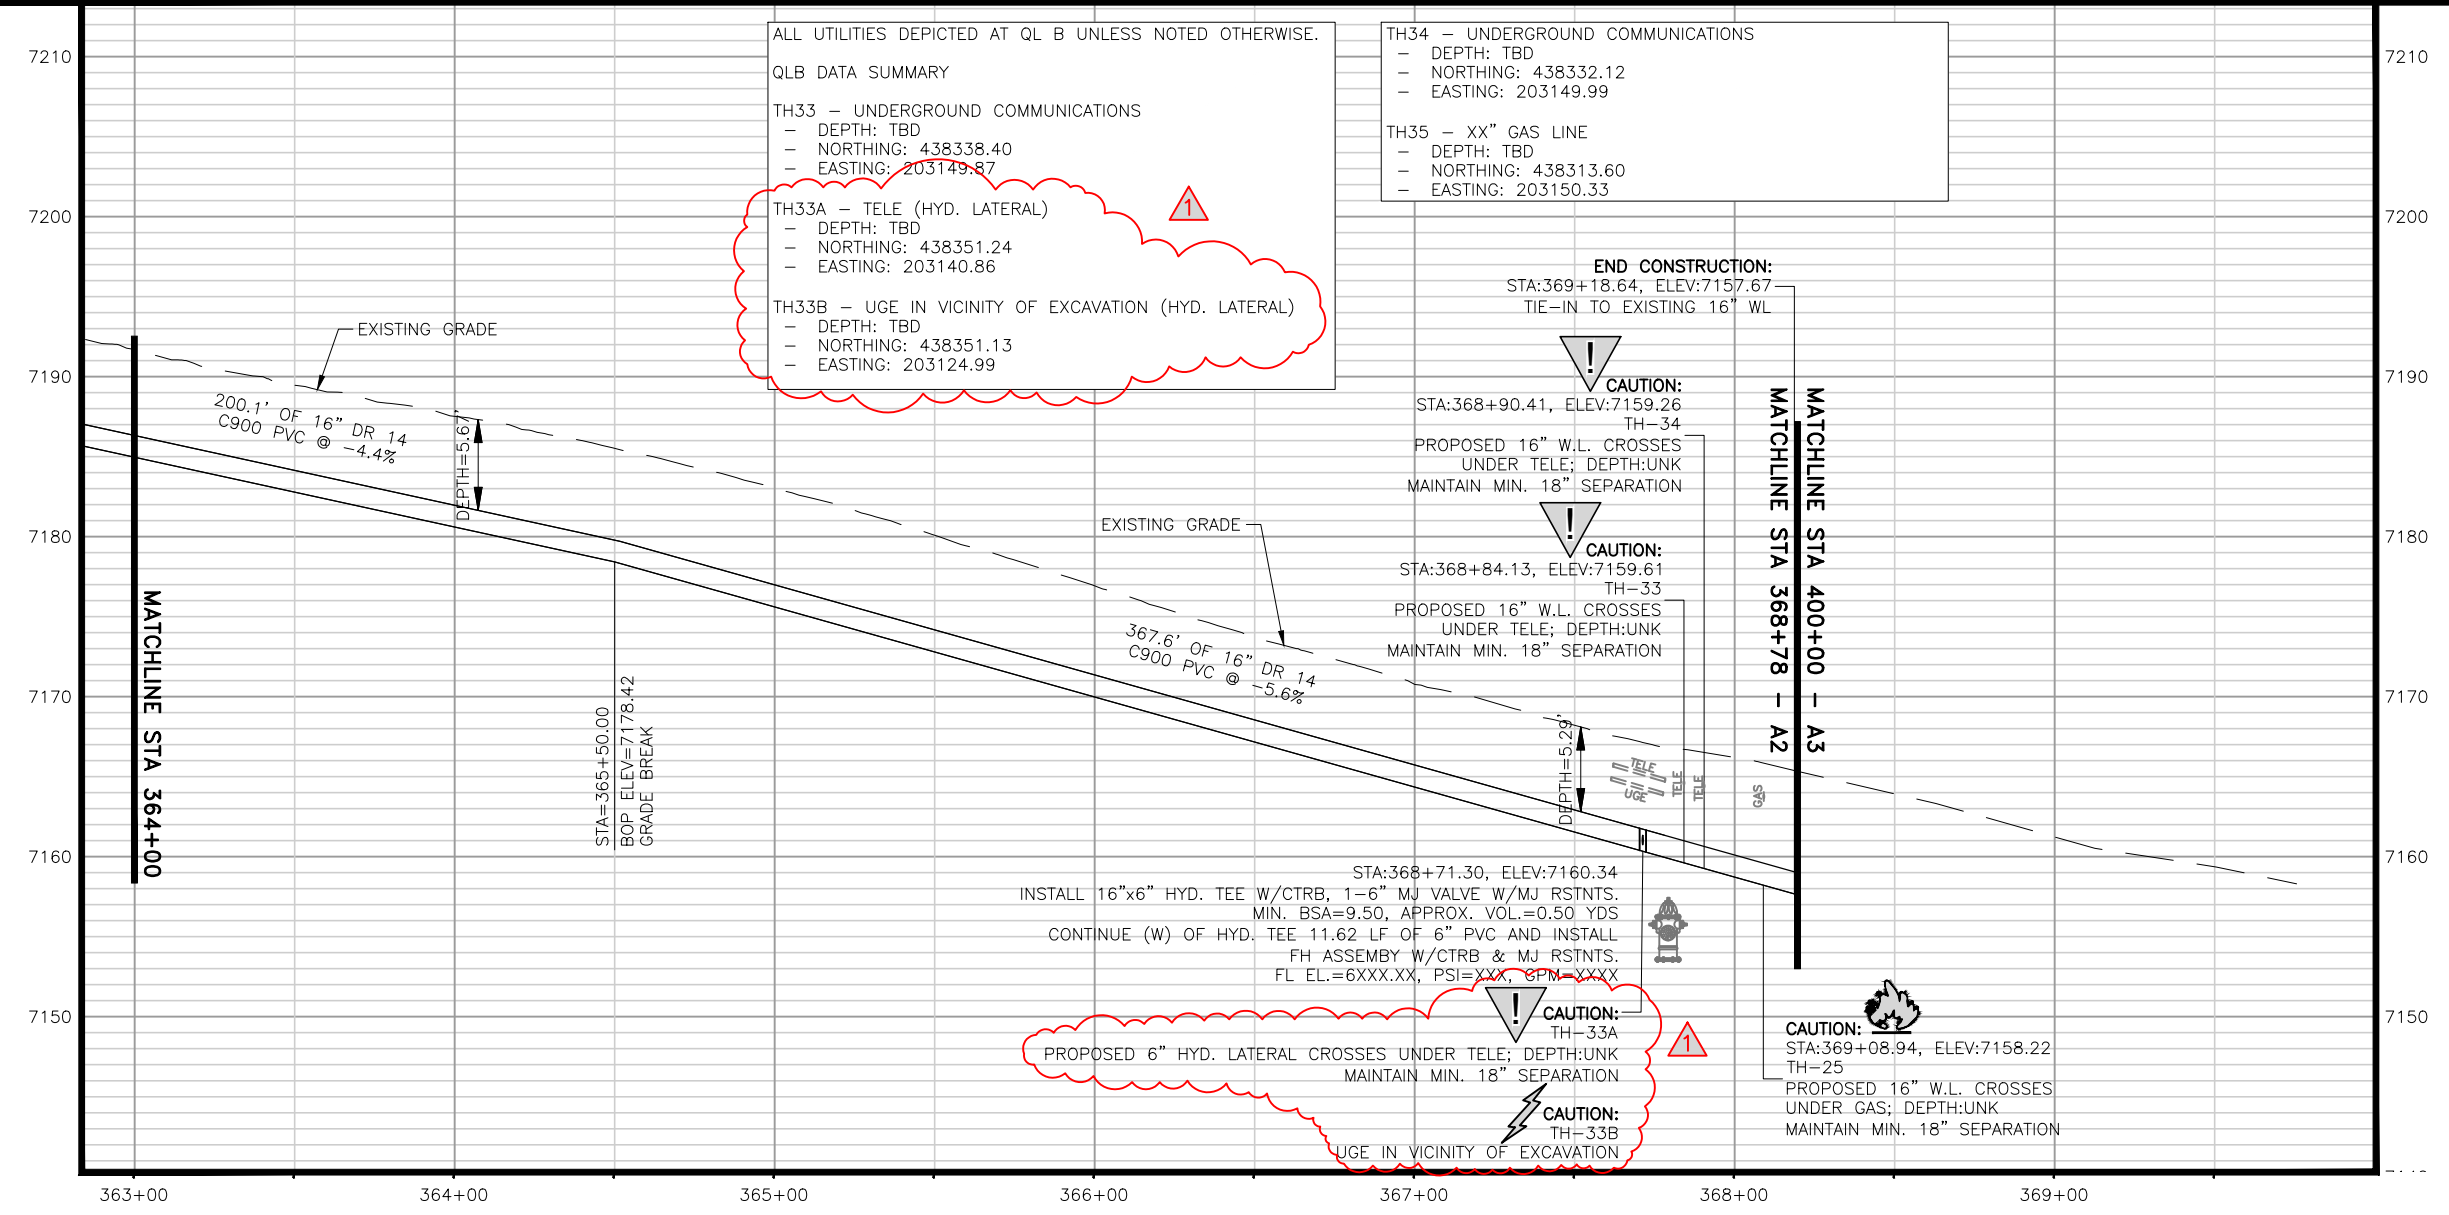 ALL UTILITIES DEPICTED AT QL B UNLESS NOTED OTHERWISE.
QLB DATA SUMMARY
TH33 – UNDERGROUND COMMUNICATIONS
– DEPTH: TBD
– NORTHING: 438338.40
– EASTING: 203149.87
TH33A – TELE (HYD. LATERAL)
– DEPTH: TBD
– NORTHING: 438351.24
– EASTING: 203140.86
TH33B – UGE IN VICINITY OF EXCAVATION (HYD. LATERAL)
– DEPTH: TBD
– NORTHING: 438351.13
– EASTING: 203124.99
1
TH34 – UNDERGROUND COMMUNICATIONS
– DEPTH: TBD
– NORTHING: 438332.12
– EASTING: 203149.99
TH35 – XX” GAS LINE
– DEPTH: TBD
– NORTHING: 438313.60
– EASTING: 203150.33
7210
7200
7190
7180
7170
7160
7150
7210
7200
7190
7180
7170
7160
7150
EXISTING GRADE
200.1’ OF 16” DR 14
C900 PVC @ –4.4%
DEPTH=5.67’
MATCHLINE STA 364+00
STA=365+50.00
BOP ELEV=7178.42
GRADE BREAK
EXISTING GRADE
367.6’ OF 16” DR 14
C900 PVC @ –5.6%
DEPTH=5.29’
END CONSTRUCTION:
STA:369+18.64, ELEV:7157.67
TIE–IN TO EXISTING 16” WL
!
CAUTION:
STA:368+90.41, ELEV:7159.26
TH–34
PROPOSED 16” W.L. CROSSES
UNDER TELE; DEPTH:UNK
MAINTAIN MIN. 18” SEPARATION
!
CAUTION:
STA:368+84.13, ELEV:7159.61
TH–33
PROPOSED 16” W.L. CROSSES
UNDER TELE; DEPTH:UNK
MAINTAIN MIN. 18” SEPARATION
MATCHLINE STA 368+78 – A2
MATCHLINE STA 400+00 – A3
TELE
UGE
TELE
TELE
GAS
STA:368+71.30, ELEV:7160.34
INSTALL 16”x6” HYD. TEE W/CTRB, 1–6” MJ VALVE W/MJ RSTNTS.
MIN. BSA=9.50, APPROX. VOL.=0.50 YDS
CONTINUE (W) OF HYD. TEE 11.62 LF OF 6” PVC AND INSTALL
FH ASSEMBY W/CTRB & MJ RSTNTS.
FL EL.=6XXX.XX, PSI=XXX, GPM=XXXX
!
CAUTION:
TH–33A
PROPOSED 6” HYD. LATERAL CROSSES UNDER TELE; DEPTH:UNK
MAINTAIN MIN. 18” SEPARATION
CAUTION:
TH–33B
UGE IN VICINITY OF EXCAVATION
1
CAUTION:
STA:369+08.94, ELEV:7158.22
TH–25
PROPOSED 16” W.L. CROSSES
UNDER GAS; DEPTH:UNK
MAINTAIN MIN. 18” SEPARATION
363+00
364+00
365+00
366+00
367+00
368+00
369+00